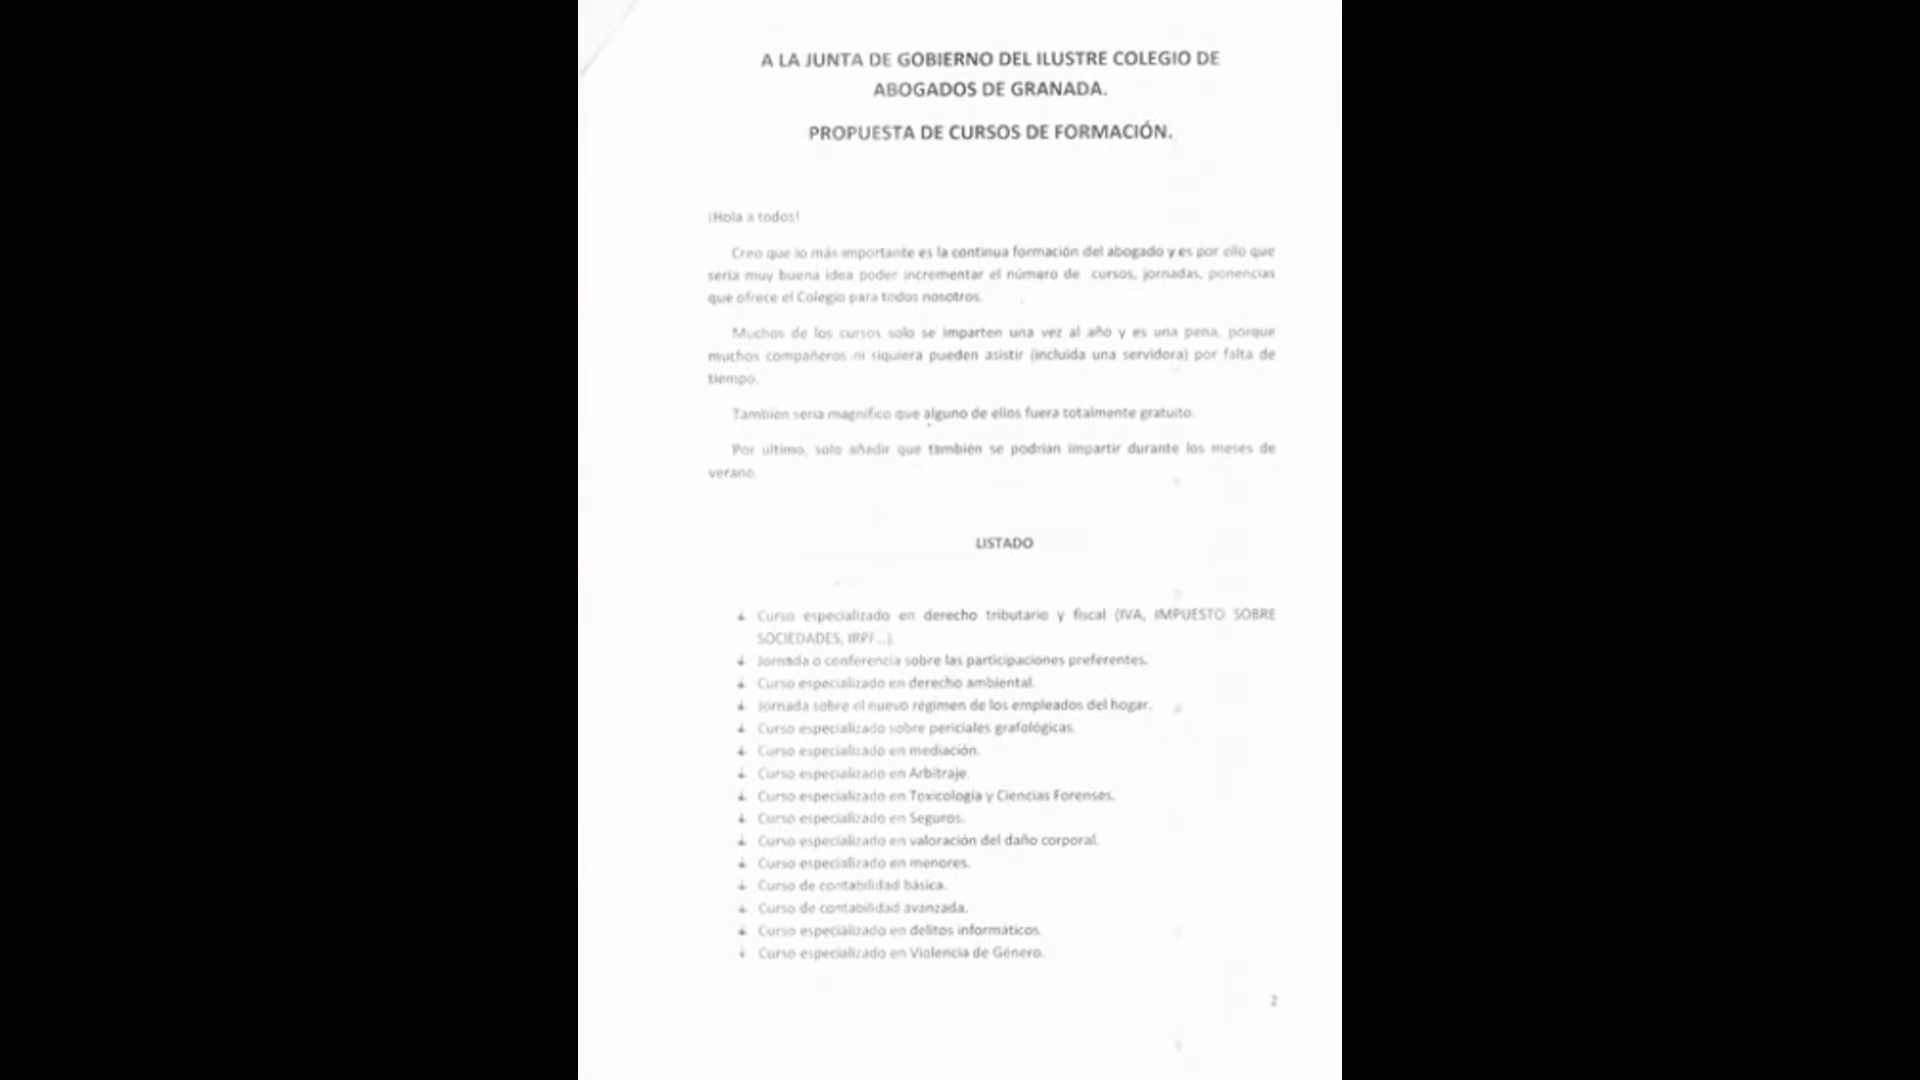 A LA JUNTA DE GOBIERNO DEL ILUSTRE COLEGIO DE
ABOGADOS DE GRANADA.
PROPUESTA DE CURSOS DE FORMACIÓN.
¡Hola a todos!
Creo que lo más importante es la continua formación del abogado y es por ello que
sería muy buena idea poder incrementar el número de cursos, jornadas, ponencias
que ofrece el Colegio para todos nosotros.
Muchos de los cursos solo se imparten una vez al año y es una pena, porque
muchos compañeros ni siquiera pueden asistir (incluida una servidora) por falta de
tiempo.
También sería magnífico que alguno de ellos fuera totalmente gratuito.
Por último, solo añadir que también se podrían impartir durante los meses de
verano.
LISTADO
Curso especializado en derecho tributario y fiscal (IVA, IMPUESTO SOBRE
SOCIEDADES, IRPF...).
Jornada o conferencia sobre las participaciones preferentes.
Curso especializado en derecho ambiental.
Jornada sobre el nuevo régimen de los empleados del hogar.
Curso especializado sobre periciales grafológicas.
Curso especializado en mediación.
Curso especializado en Arbitraje.
Curso especializado en Toxicología y Ciencias Forenses.
Curso especializado en Seguros.
Curso especializado en valoración del daño corporal.
Curso especializado en menores.
Curso de contabilidad básica.
Curso de contabilidad avanzada.
Curso especializado en delitos informáticos.
Curso especializado en Violencia de Género.
2